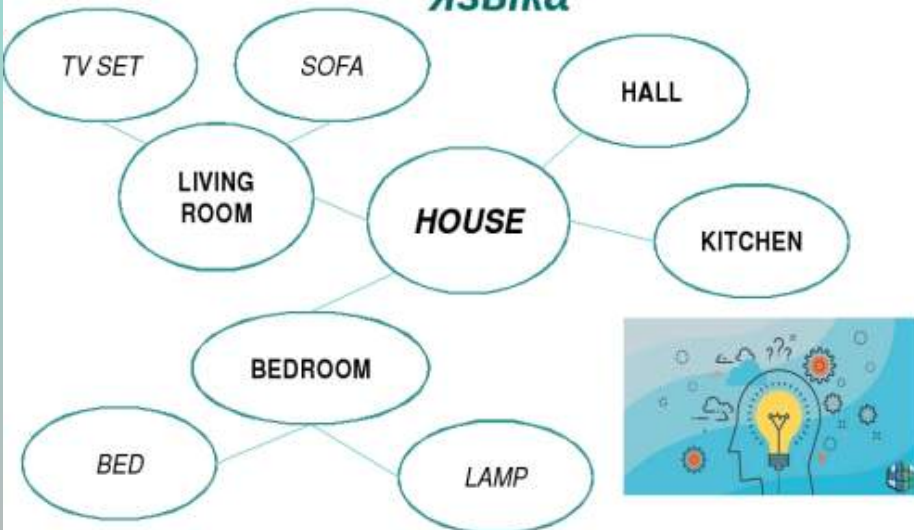 языка
TV SET
SOFA
HALL
LIVING
ROOM
HOUSE
KITCHEN
BEDROOM
BED
LAMP
???